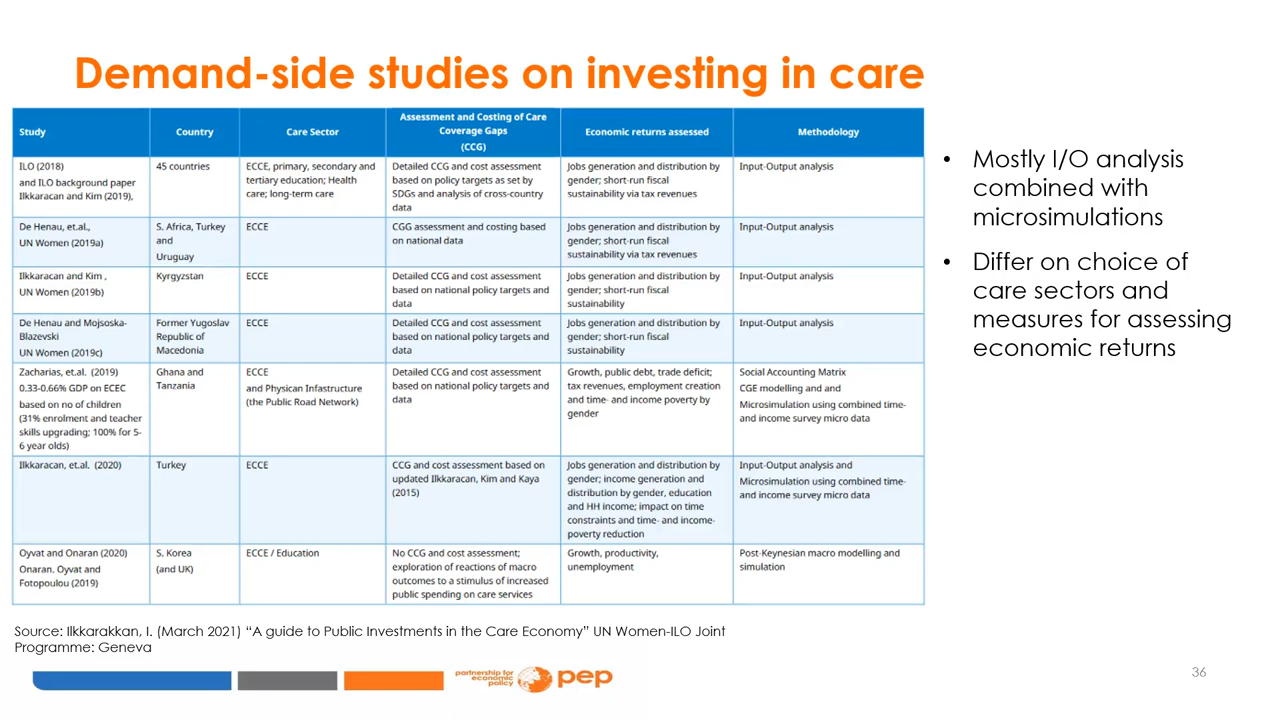 Demand-side studies on investing in care
Study
Country
Care Sector
Assessment and Costing of Care
Coverage Gaps
(CCG)
Economic returns assessed
Methodology
ILO (2018)
and ILO background paper
Ilkkaracan and Kim (2019),
45 countries
ECCE, primary, secondary and
tertiary education; Health
care; long-term care
Detailed CCG and cost assessment
based on policy targets as set by
SDGs and analysis of cross-country
data
Jobs generation and distribution by
gender; short-run fiscal
sustainability via tax revenues
Input-Output analysis
De Henau, et.al.,
UN Women (2019a)
S. Africa, Turkey
and
Uruguay
ECCE
CGG assessment and costing based
on national data
Jobs generation and distribution by
gender; short-run fiscal
sustainability via tax revenues
Input-Output analysis
Ilkkaracan and Kim ,
UN Women (2019b)
Kyrgyzstan
ECCE
Detailed CCG and cost assessment
based on national policy targets and
data
Jobs generation and distribution by
gender; short-run fiscal
sustainability
Input-Output analysis
De Henau and Mojsoska-
Blazevski
UN Women (2019c)
Former Yugoslav
Republic of
Macedonia
ECCE
Detailed CCG and cost assessment
based on national policy targets and
data
Jobs generation and distribution by
gender; short-run fiscal
sustainability
Input-Output analysis
Zacharias, et.al. (2019)
0.33-0.66% GDP on ECEC
based on no of children
(31% enrolment and teacher
skills upgrading; 100% for 5-
6 year olds)
Ghana and
Tanzania
ECCE
and Physican Infastructure
(the Public Road Network)
Detailed CCG and cost assessment
based on national policy targets and
data
Growth, public debt, trade deficit;
tax revenues, employment creation
and time- and income poverty by
gender
Social Accounting Matrix
CGE modelling and and
Microsimulation using combined time-
and income survey micro data
Ilkkaracan, et.al. (2020)
Turkey
ECCE
CCG and cost assessment based on
updated Ilkkaracan, Kim and Kaya
(2015)
Jobs generation and distribution by
gender; income generation and
distribution by gender, education
and HH income; impact on time
constraints and time- and income-
poverty reduction
Input-Output analysis and
Microsimulation using combined time-
and income survey micro data
Oyvat and Onaran (2020)
Onaran. Oyvat and
Fotopoulou (2019)
S. Korea
(and UK)
ECCE / Education
No CCG and cost assessment;
exploration of reactions of macro
outcomes to a stimulus of increased
public spending on care services
Growth, productivity,
unemployment
Post-Keynesian macro modelling and
simulation
• Mostly I/O analysis
combined with
microsimulations
• Differ on choice of
care sectors and
measures for assessing
economic returns
Source: Ilkkarakkan, I. (March 2021) “A guide to Public Investments in the Care Economy” UN Women-ILO Joint
Programme: Geneva
partnership for
economic
policy
pep
36